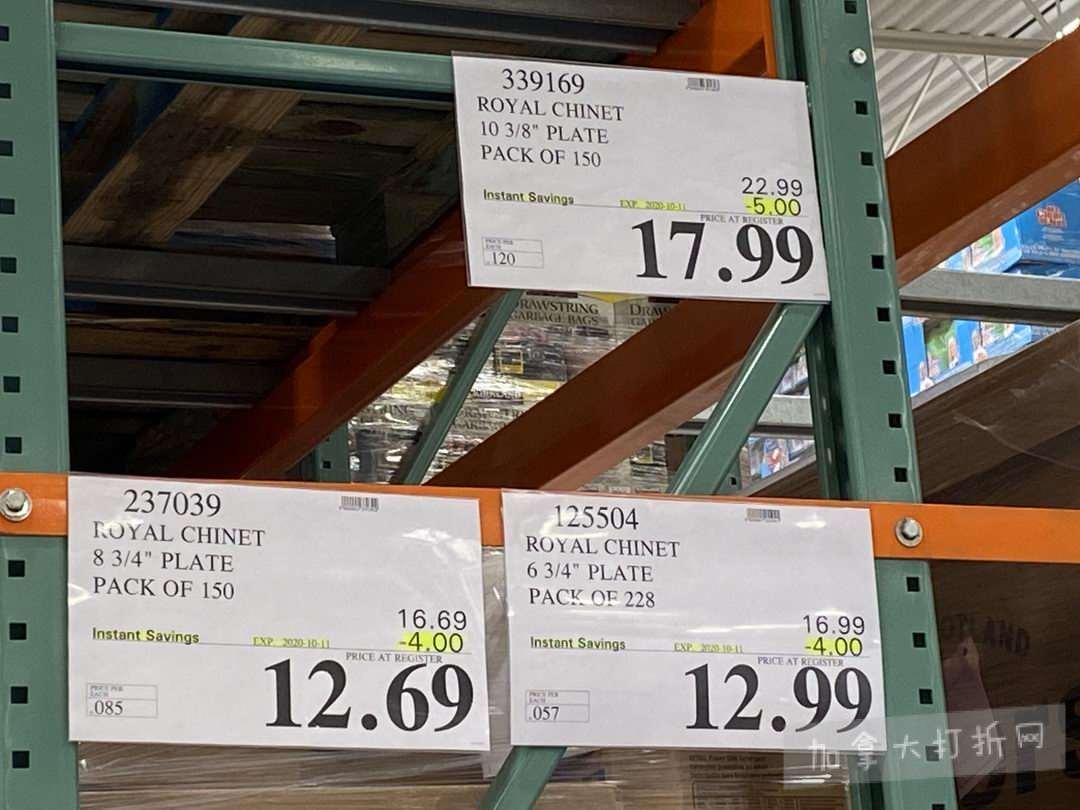 339169
ROYAL CHINET
10 3/8" PLATE
PACK OF 150
22.99
Instant Savings EXP. 2020-10-11 -5.00
PRICE AT REGISTER
PRICE PER
EACH
.120
17.99
DRAWSTRING
GARBAGE BAGS
237039
ROYAL CHINET
8 3/4" PLATE
PACK OF 150
16.69
Instant Savings EXP. 2020-10-11 -4.00
PRICE AT REGISTER
PRICE PER
EACH
.085
12.69
125504
ROYAL CHINET
6 3/4" PLATE
PACK OF 228
16.99
Instant Savings EXP. 2020-10-11 -4.00
PRICE AT REGISTER
PRICE PER
EACH
.057
12.99
加拿大打折网